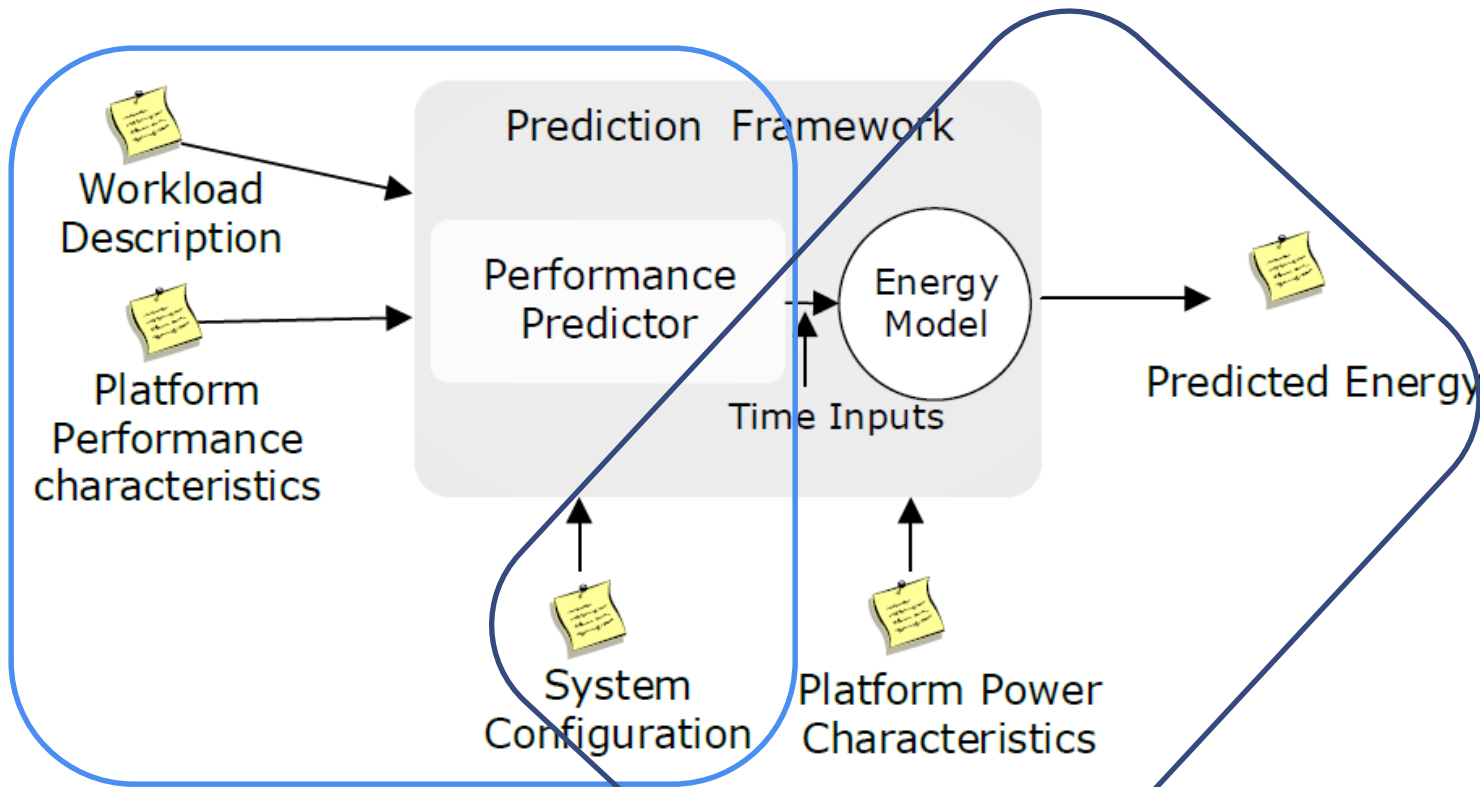 Prediction Framework
Workload
Description
Performance
Predictor
Energy
Model
Platform
Performance
characteristics
Time Inputs
Predicted Energy
System
Configuration
Platform Power
Characteristics